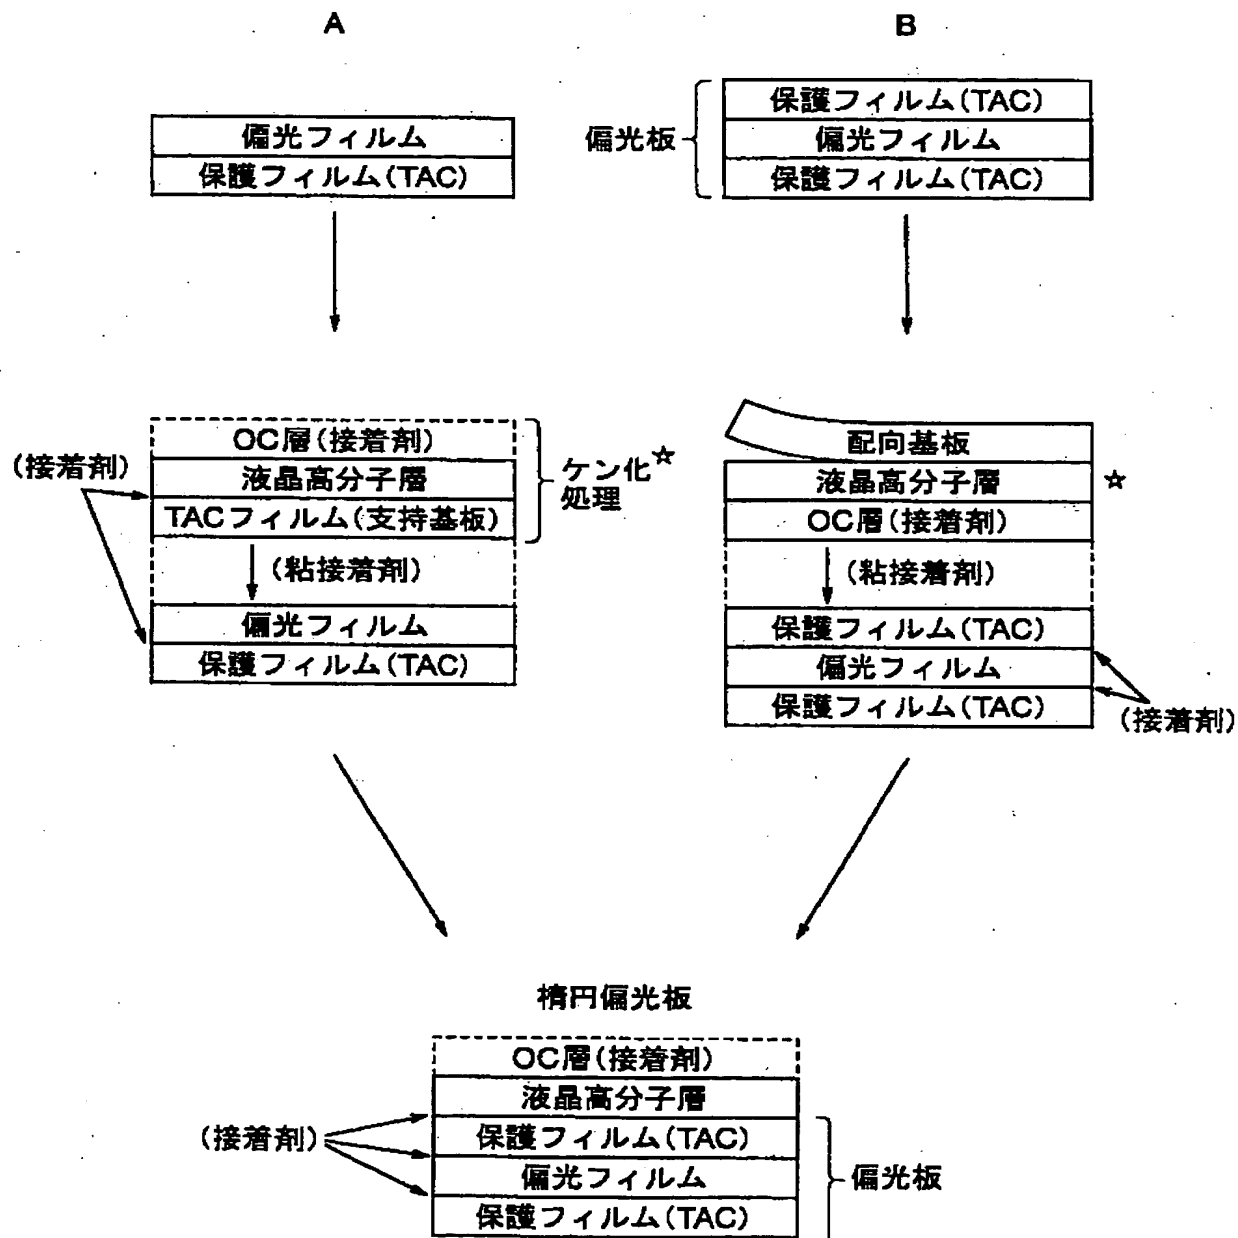 A
偏光フィルム
保護フィルム(TAC)
(接着剤)
OC層(接着剤)
液晶高分子層
TACフィルム(支持基板)
ケン化☆
処理
(粘接着剤)
偏光フィルム
保護フィルム(TAC)
B
偏光板
保護フィルム(TAC)
偏光フィルム
保護フィルム(TAC)
配向基板
液晶高分子層
☆
OC層(接着剤)
(粘接着剤)
保護フィルム(TAC)
偏光フィルム
保護フィルム(TAC)
(接着剤)
楕円偏光板
OC層(接着剤)
液晶高分子層
(接着剤)
保護フィルム(TAC)
偏光フィルム
保護フィルム(TAC)
偏光板